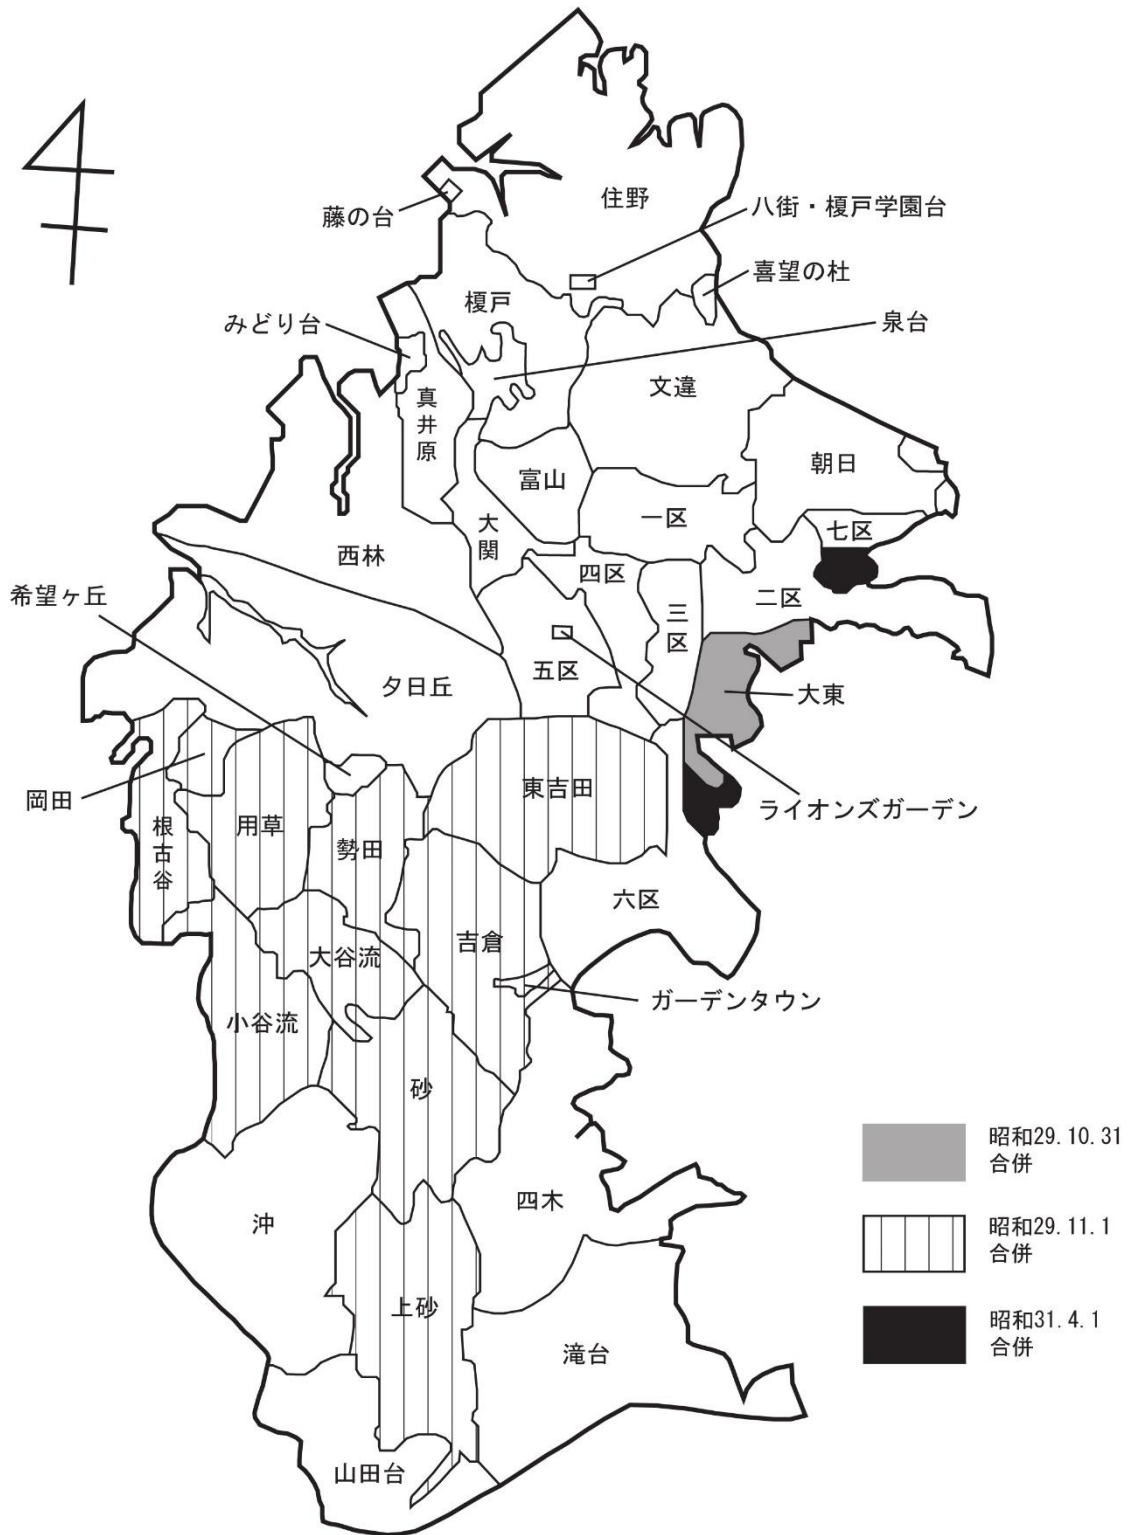 住野
藤の台
八街・榎戸学園台
喜望の杜
榎戸
泉台
みどり台
文違
真井原
朝日
富山
一区
大関
七区
西林
四区
希望ヶ丘
二区
三区
五区
夕日丘
大東
東吉田
岡田
ライオンズガーデン
用草
根古谷
勢田
六区
吉倉
大谷流
ガーデンタウン
小谷流
砂
昭和29.10.31
合併
四木
沖
昭和29.11.1
合併
上砂
昭和31.4.1
合併
滝台
山田台